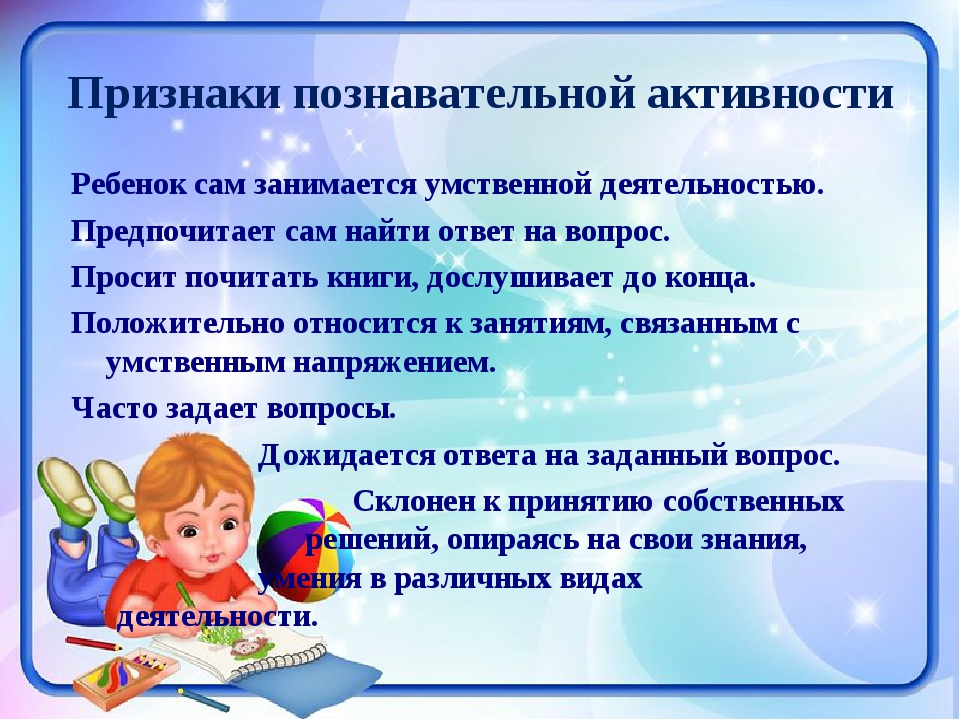 Признаки познавательной активности
Ребенок сам занимается умственной деятельностью.
Предпочитает сам найти ответ на вопрос.
Просит почитать книги, дослушивает до конца.
Положительно относится к занятиям, связанным с
умственным напряжением.
Часто задает вопросы.
Дожидается ответа на заданный вопрос.
Склонен к принятию собственных
решений, опираясь на свои знания,
умения в различных видах
деятельности.